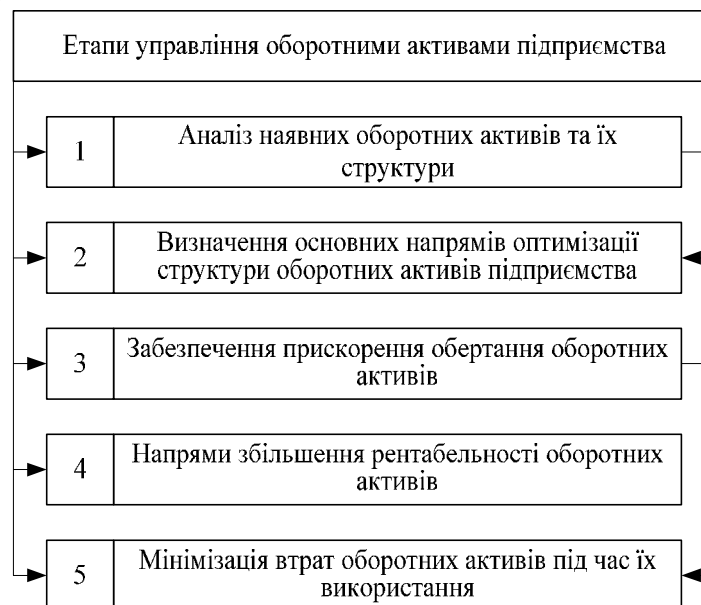 Етапи управління оборотними активами підприємства
1
Аналіз наявних оборотних активів та їх
структури
2
Визначення основних напрямів оптимізації
структури оборотних активів підприємства
3
Забезпечення прискорення обертання оборотних
активів
4
Напрями збільшення рентабельності оборотних
активів
5
Мінімізація втрат оборотних активів під час їх
використання